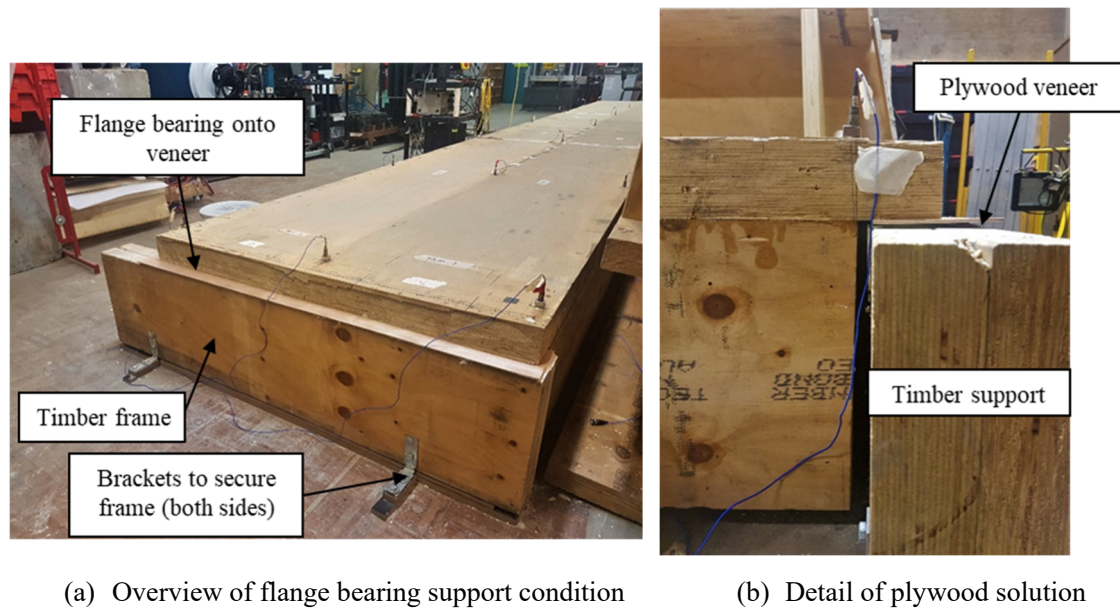 Flange bearing onto
veneer
Timber frame
Brackets to secure
frame (both sides)
Plywood veneer
Timber support
(a) Overview of flange bearing support condition
(b) Detail of plywood solution